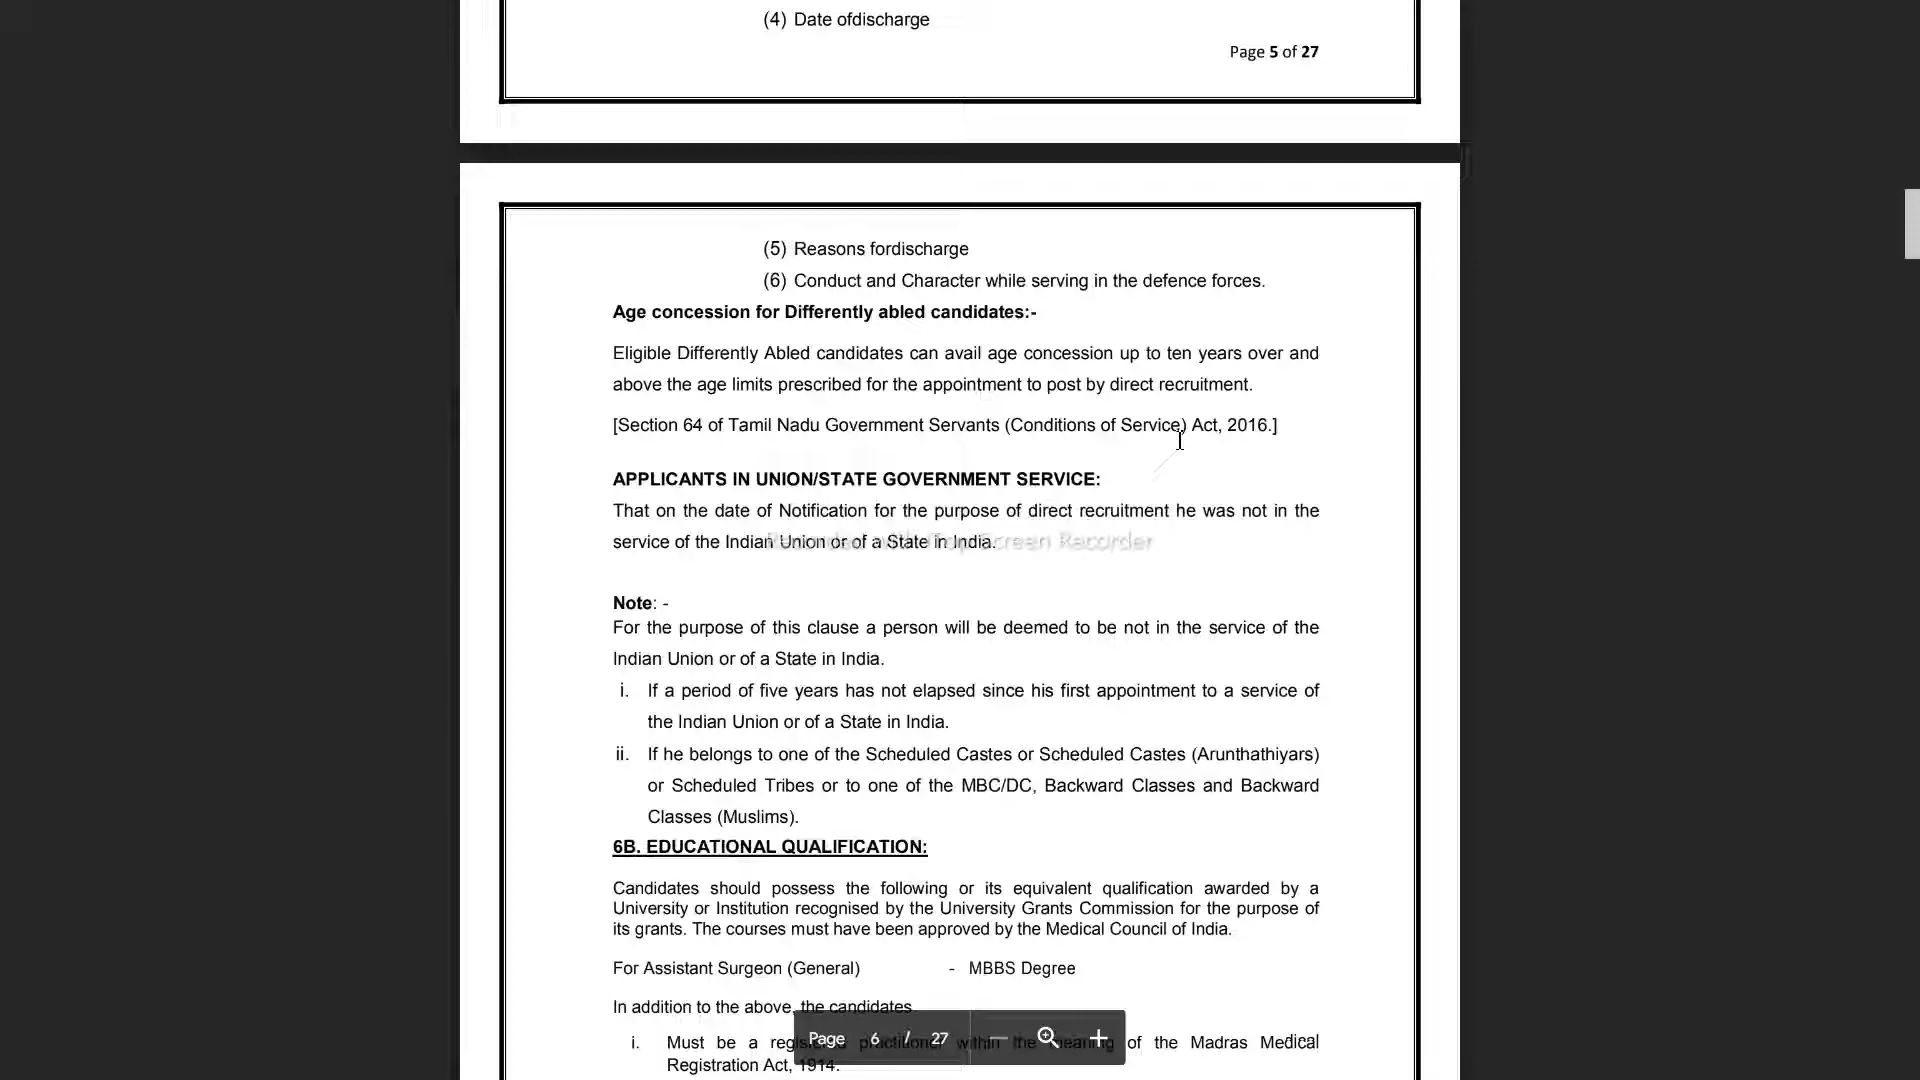 (4) Date ofdischarge
Page 5 of 27
(5) Reasons fordischarge
(6) Conduct and Character while serving in the defence forces.
Age concession for Differently abled candidates:-
Eligible Differently Abled candidates can avail age concession up to ten years over and
above the age limits prescribed for the appointment to post by direct recruitment.
[Section 64 of Tamil Nadu Government Servants (Conditions of Service) Act, 2016.]
APPLICANTS IN UNION/STATE GOVERNMENT SERVICE:
That on the date of Notification for the purpose of direct recruitment he was not in the
service of the Indian Union or of a State in India.
Screen Recorder
Note: -
For the purpose of this clause a person will be deemed to be not in the service of the
Indian Union or of a State in India.
i. If a period of five years has not elapsed since his first appointment to a service of
the Indian Union or of a State in India.
ii. If he belongs to one of the Scheduled Castes or Scheduled Castes (Arunthathiyars)
or Scheduled Tribes or to one of the MBC/DC, Backward Classes and Backward
Classes (Muslims).
6B. EDUCATIONAL QUALIFICATION:
Candidates should possess the following or its equivalent qualification awarded by a
University or Institution recognised by the University Grants Commission for the purpose of
its grants. The courses must have been approved by the Medical Council of India.
For Assistant Surgeon (General) - MBBS Degree
In addition to the above, the candidates
i. Must be a registered practitioner within the meaning of the Madras Medical
Registration Act, 1914.
Page 6 / 27